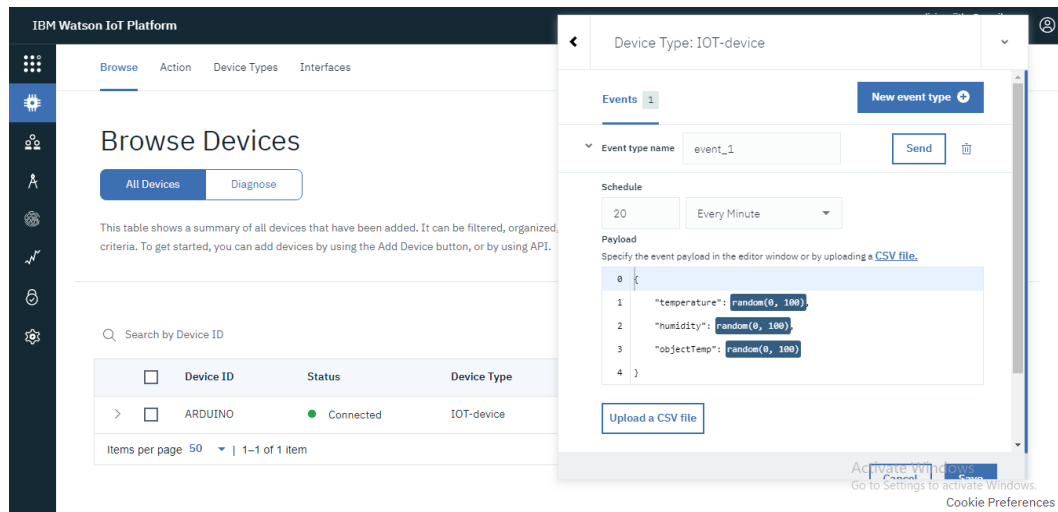 IBM Watson IoT Platform
Browse Action Device Types Interfaces
Browse Devices
All Devices Diagnose
This table shows a summary of all devices that have been added. It can be filtered, organized,
criteria. To get started, you can add devices by using the Add Device button, or by using API.
Search by Device ID
Device ID Status Device Type
ARDUINO Connected IOT-device
Items per page 50 | 1–1 of 1 item
Device Type: IOT-device
Events 1 New event type
Event type name event_1 Send
Schedule
20 Every Minute
Payload
Specify the event payload in the editor window or by uploading a CSV file.
0 {
1 "temperature": random(0, 100),
2 "humidity": random(0, 100),
3 "objectTemp": random(0, 100)
4 }
Upload a CSV file
Cancel Save
Activate Windows
Go to Settings to activate Windows.
Cookie Preferences